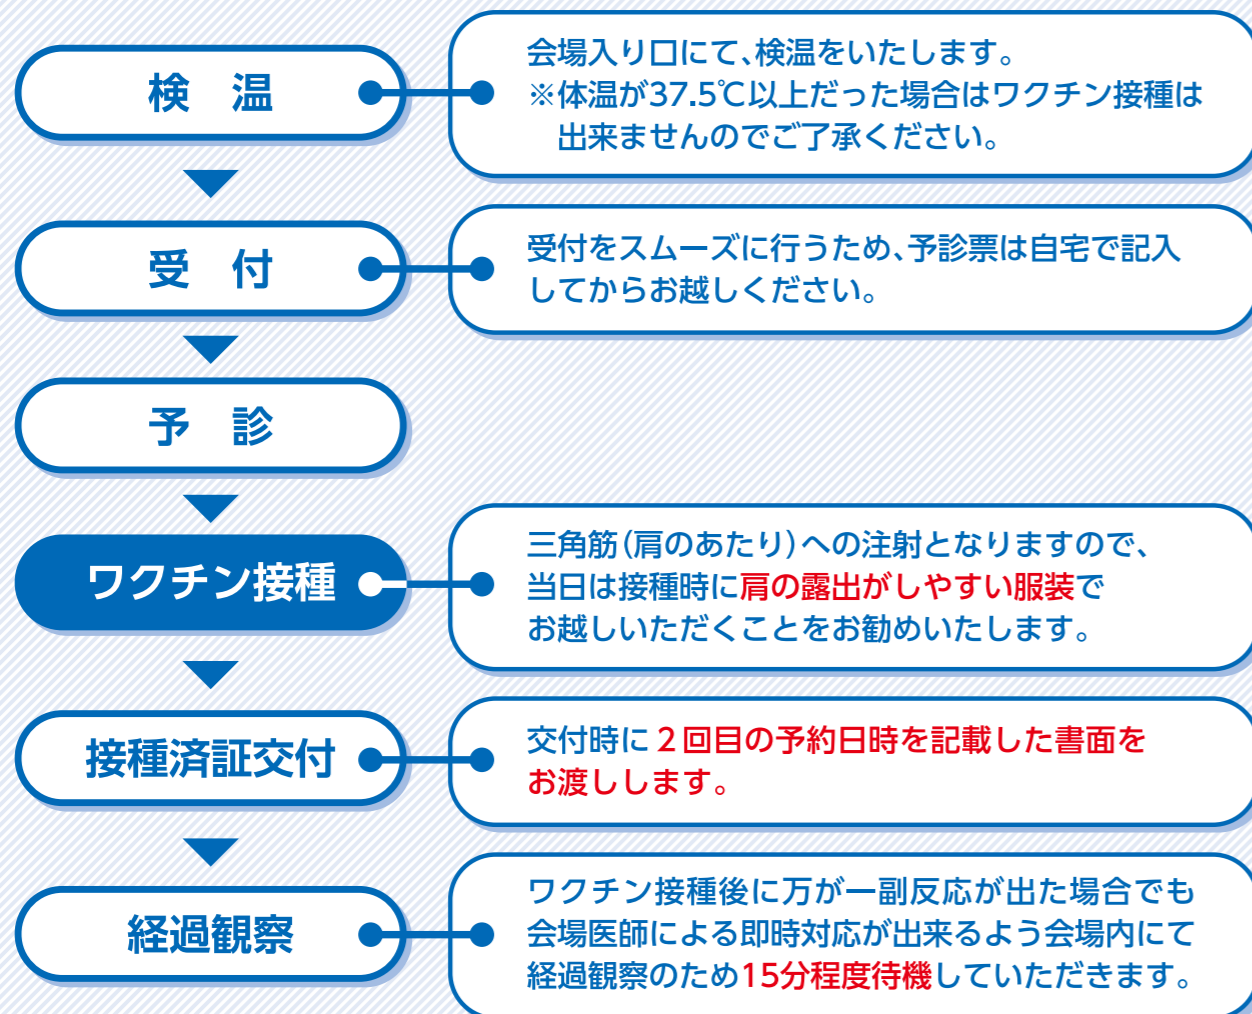 検　温
会場入り口にて、検温をいたします。
※体温が37.5℃以上だった場合はワクチン接種は
出来ませんのでご了承ください。
受　付
受付をスムーズに行うため、予診票は自宅で記入
してからお越しください。
予　診
ワクチン接種
三角筋（肩のあたり）への注射となりますので、
当日は接種時に肩の露出がしやすい服装で
お越しいただくことをお勧めいたします。
接種済証交付
交付時に２回目の予約日時を記載した書面を
お渡しします。
経過観察
ワクチン接種後に万が一副反応が出た場合でも
会場医師による即時対応が出来るよう会場内にて
経過観察のため15分程度待機していただきます。